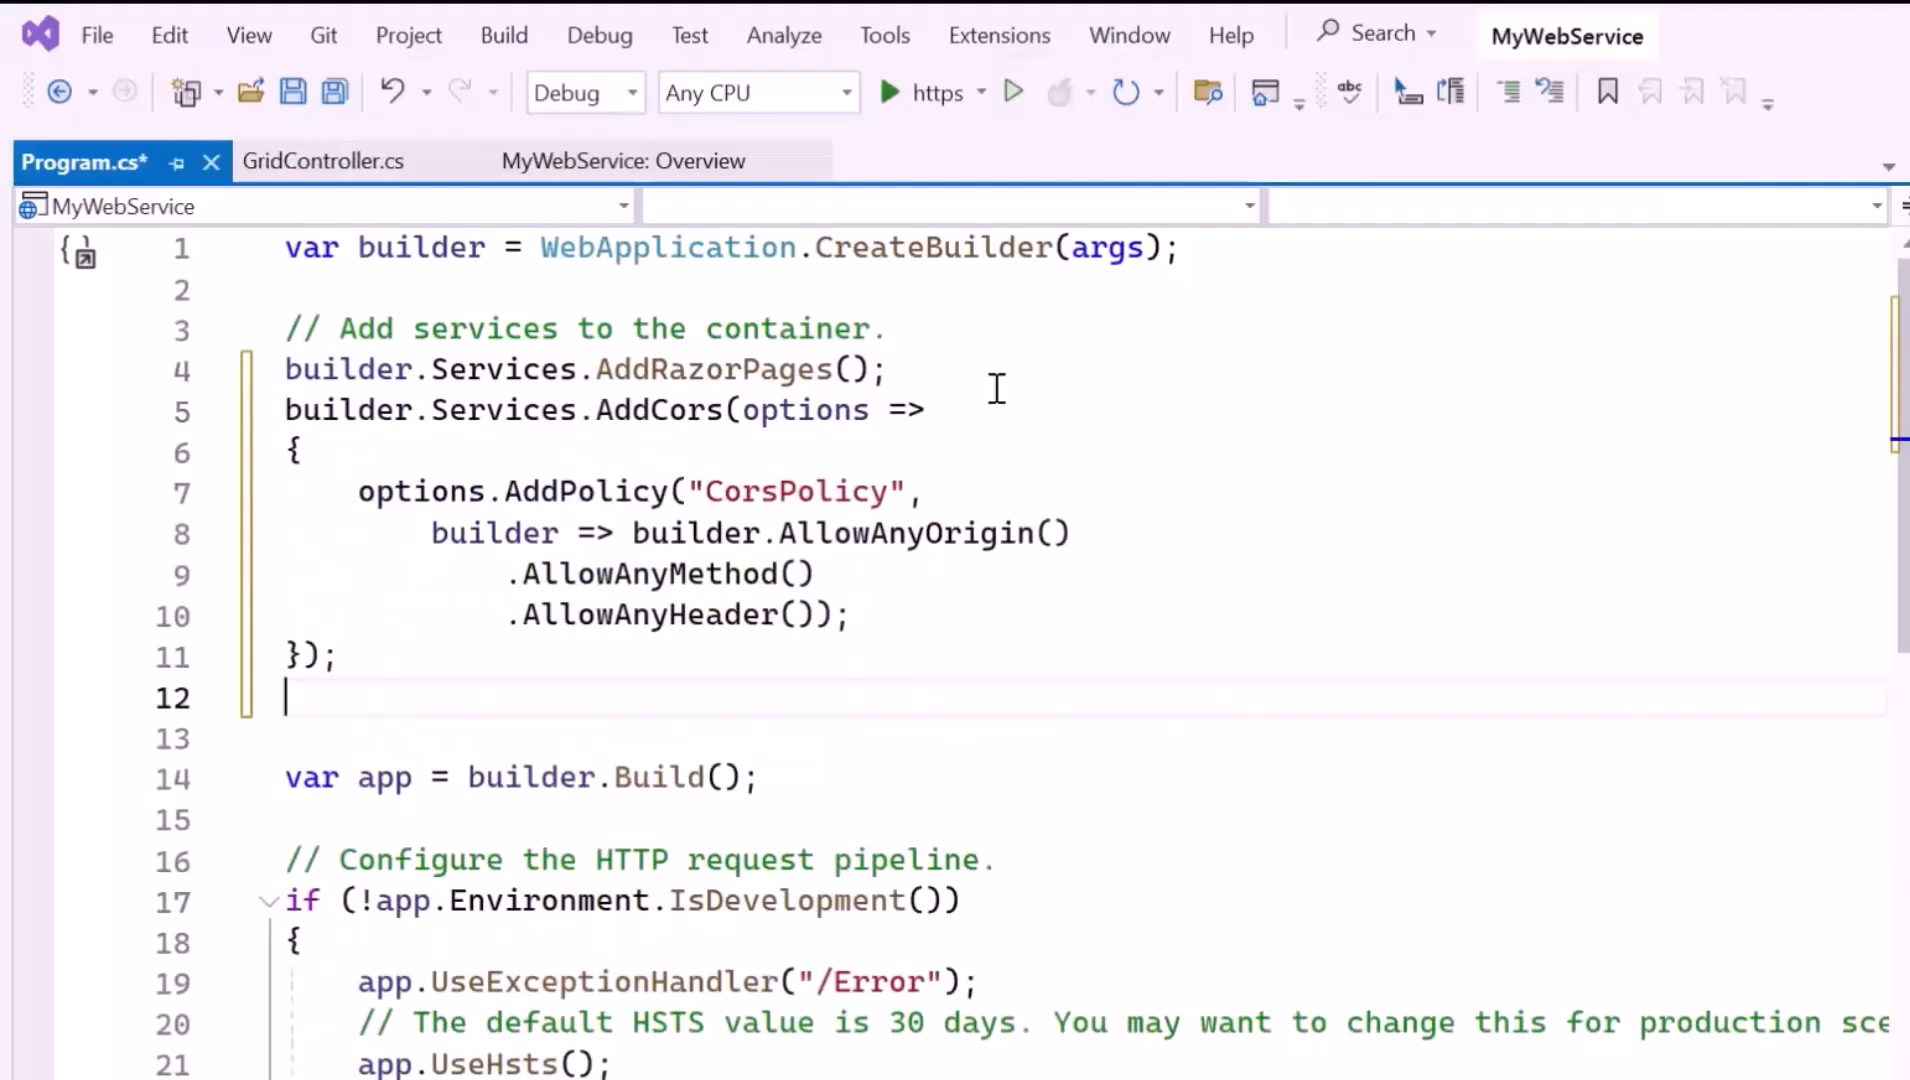 File Edit View Git Project Build Debug Test Analyze Tools Extensions Window Help Search MyWebService
Debug Any CPU https abc
Program.cs* GridController.cs MyWebService: Overview
MyWebService
1 var builder = WebApplication.CreateBuilder(args);
2
3 // Add services to the container.
4 builder.Services.AddRazorPages();
5 builder.Services.AddCors(options =>
6 {
7 options.AddPolicy("CorsPolicy",
8 builder => builder.AllowAnyOrigin()
9 .AllowAnyMethod()
10 .AllowAnyHeader());
11 });
12
13
14 var app = builder.Build();
15
16 // Configure the HTTP request pipeline.
17 if (!app.Environment.IsDevelopment())
18 {
19 app.UseExceptionHandler("/Error");
20 // The default HSTS value is 30 days. You may want to change this for production sce
21 app.UseHsts();